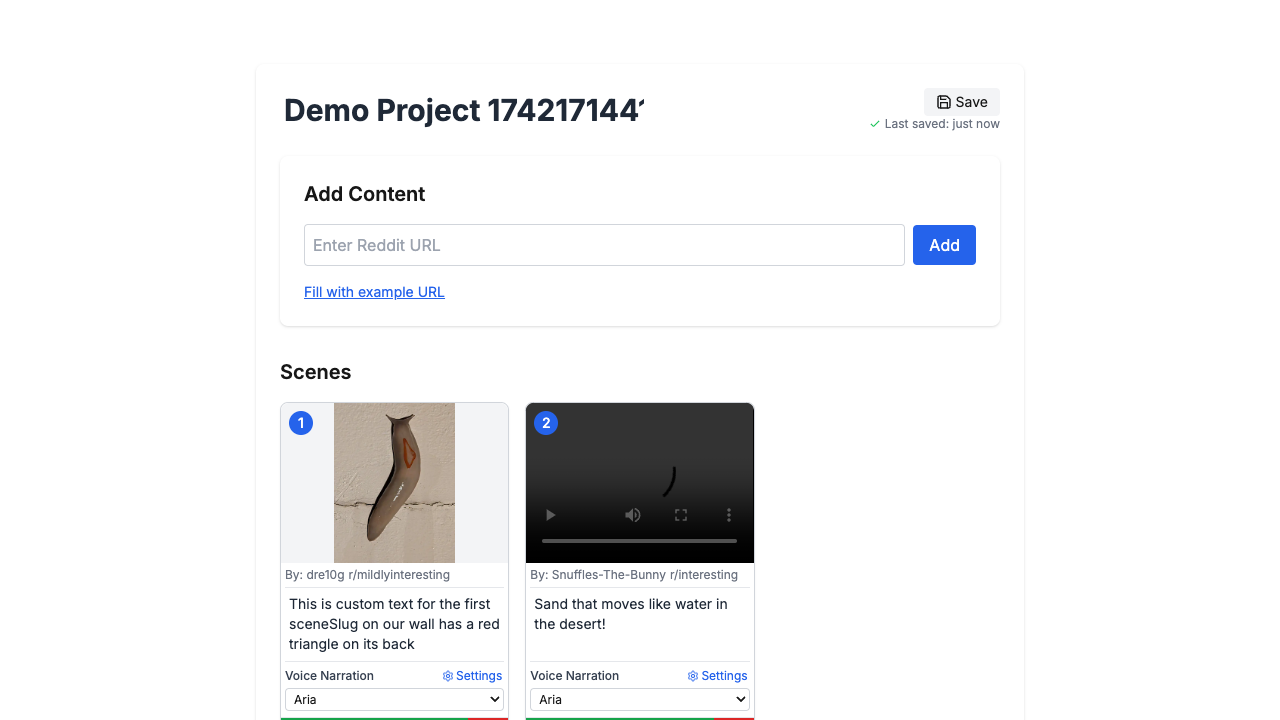 Demo Project 174217144
Save
Last saved: just now
Add Content
Enter Reddit URL
Add
Fill with example URL
Scenes
1
2
By: dre10g r/mildlyinteresting
By: Snuffles-The-Bunny r/interesting
This is custom text for the first
sceneSlug on our wall has a red
triangle on its back
Sand that moves like water in
the desert!
Voice Narration
Settings
Aria
Voice Narration
Settings
Aria